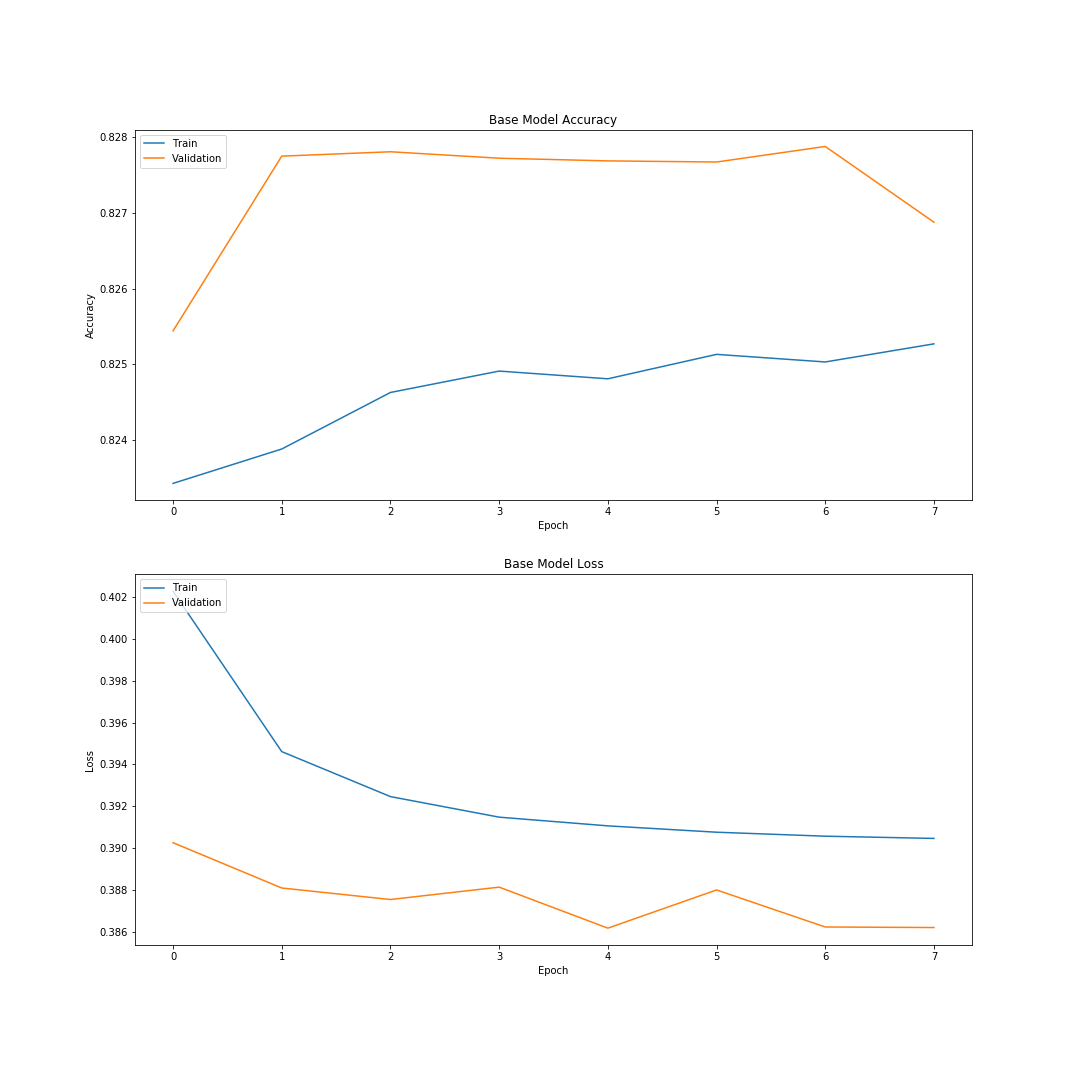 Base Model Accuracy
Train
Validation
0.828
0.827
0.826
0.825
0.824
Accuracy
0 1 2 3 4 5 6 7
Epoch
Base Model Loss
Train
Validation
0.402
0.400
0.398
0.396
0.394
0.392
0.390
0.388
0.386
Loss
0 1 2 3 4 5 6 7
Epoch